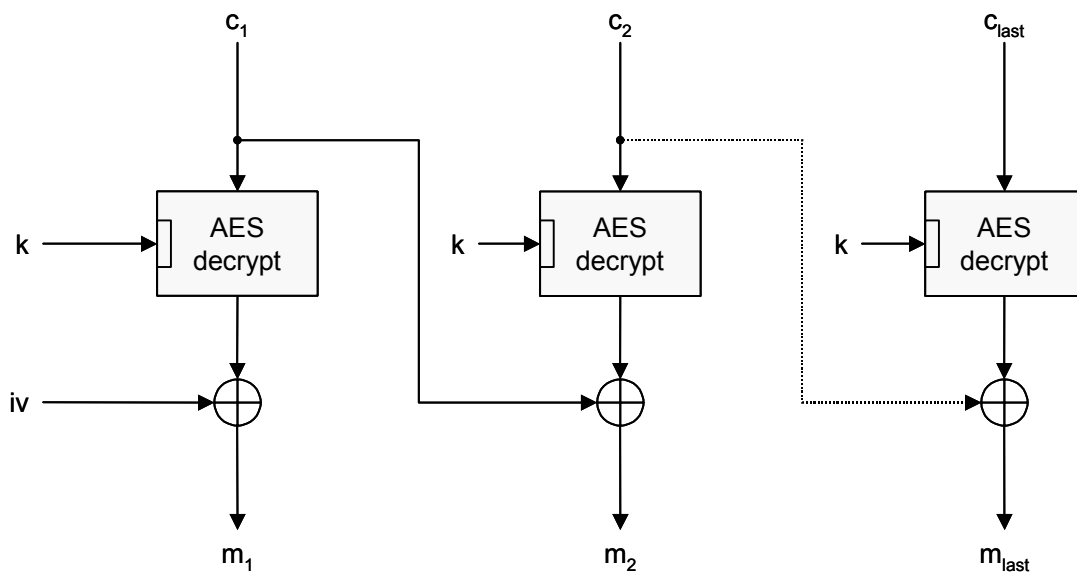 c1
c2
clast
k
AES
decrypt
k
AES
decrypt
k
AES
decrypt
iv
m1
m2
mlast